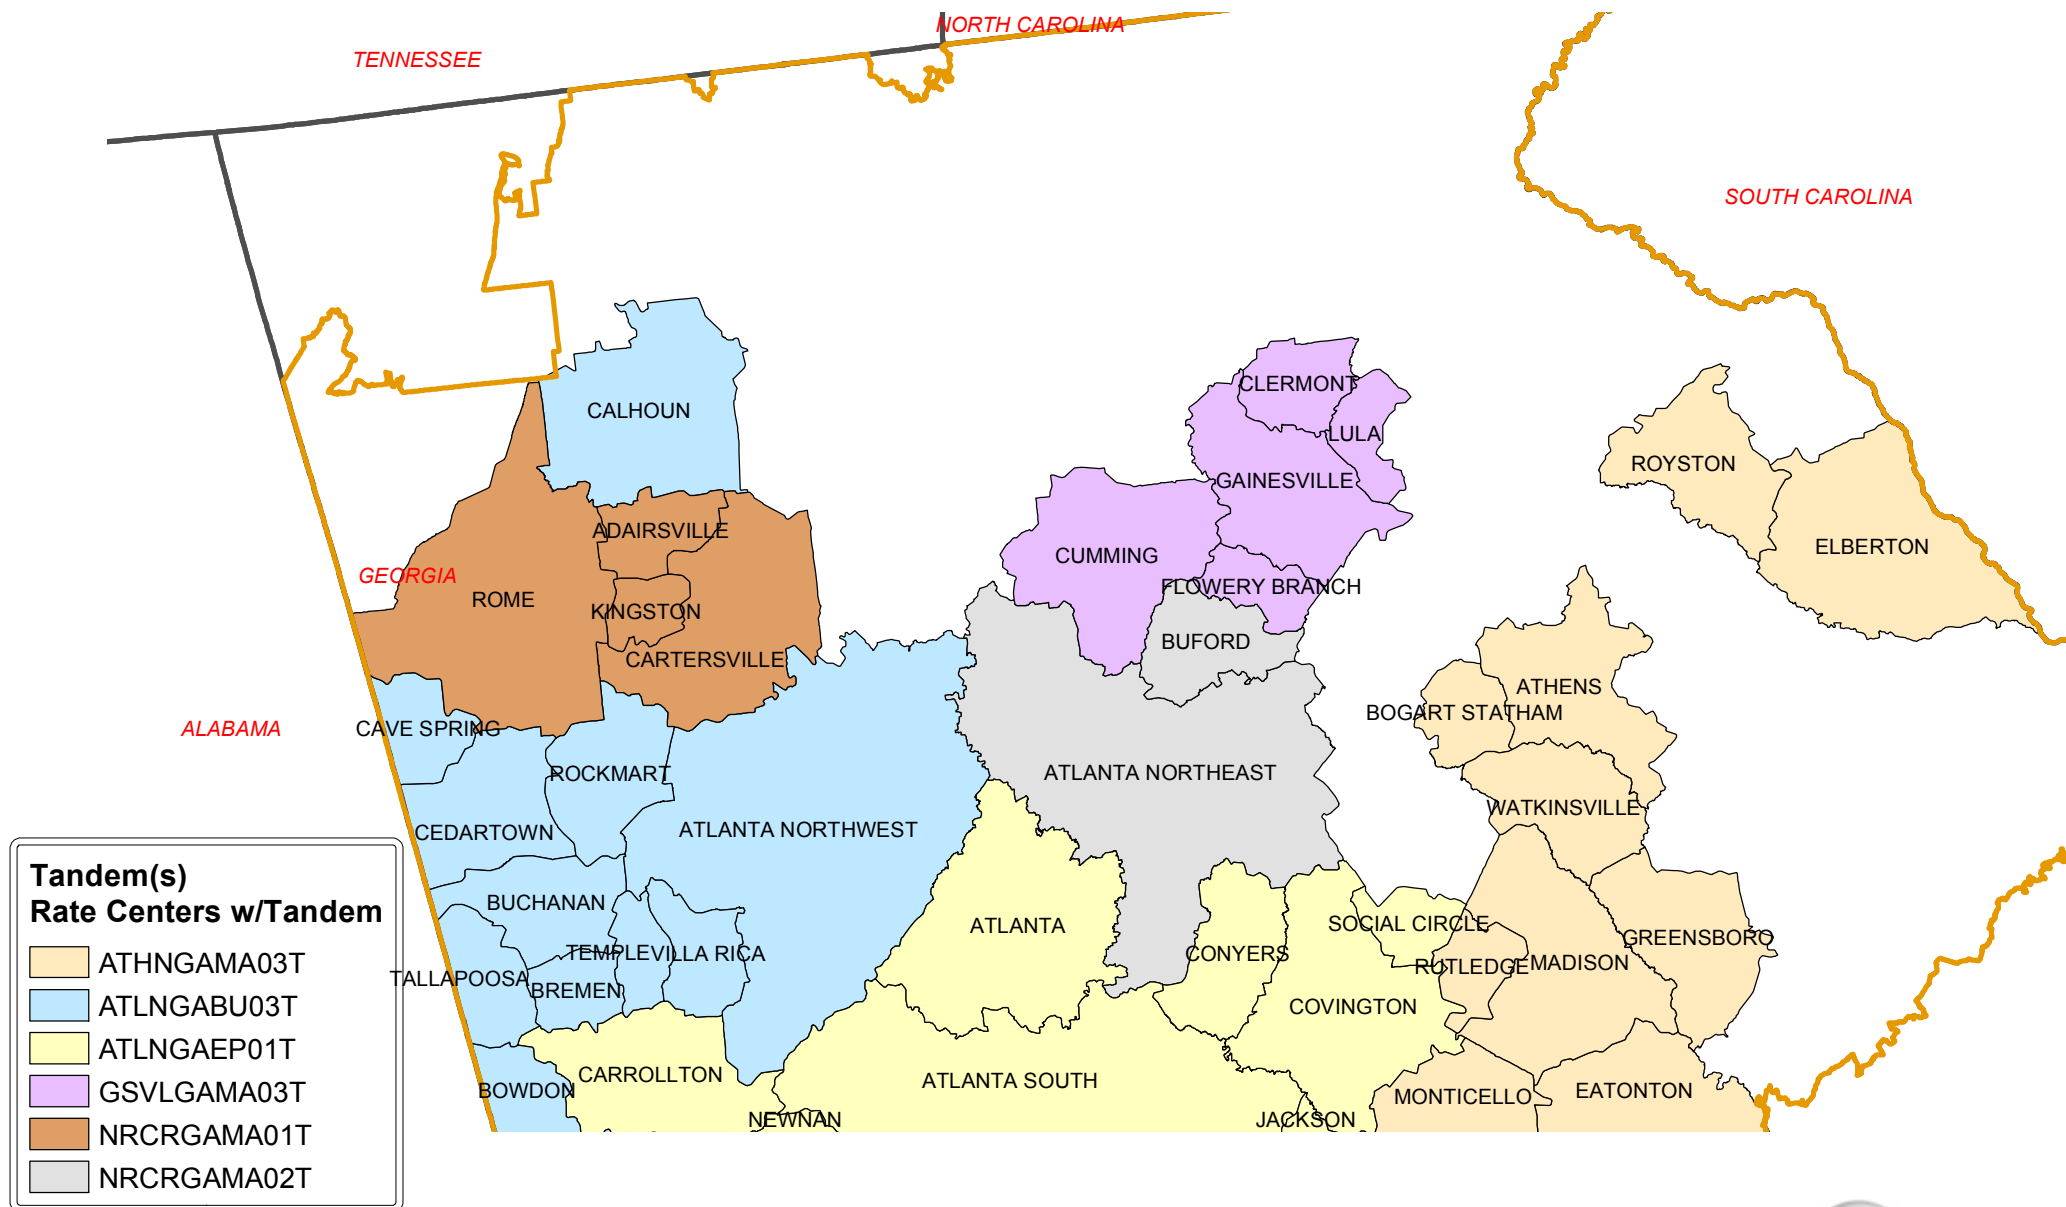 NORTH CAROLINA
TENNESSEE
SOUTH CAROLINA
CLERMONT
CALHOUN
LULA
ROYSTON
GAINESVILLE
ADAIRSVILLE
ELBERTON
CUMMING
GEORGIA
FLOWERY BRANCH
ROME
KINGSTON
BUFORD
CARTERSVILLE
ATHENS
BOGART STATHAM
ALABAMA
CAVE SPRING
ROCKMART
ATLANTA NORTHEAST
WATKINSVILLE
CEDARTOWN
ATLANTA NORTHWEST
BUCHANAN
ATLANTA
SOCIAL CIRCLE
GREENSBORO
TEMPLE
VILLA RICA
CONYERS
RUTLEDGE
MADISON
TALLAPOOSA
BREMEN
COVINGTON
CARROLLTON
ATLANTA SOUTH
BOWDON
MONTICELLO
EATONTON
NEWNAN
JACKSON
Tandem(s)
Rate Centers w/Tandem
ATHNGAMA03T
ATLNGABU03T
ATLNGAEP01T
GSVLGAMA03T
NRCRGAMA01T
NRCRGAMA02T